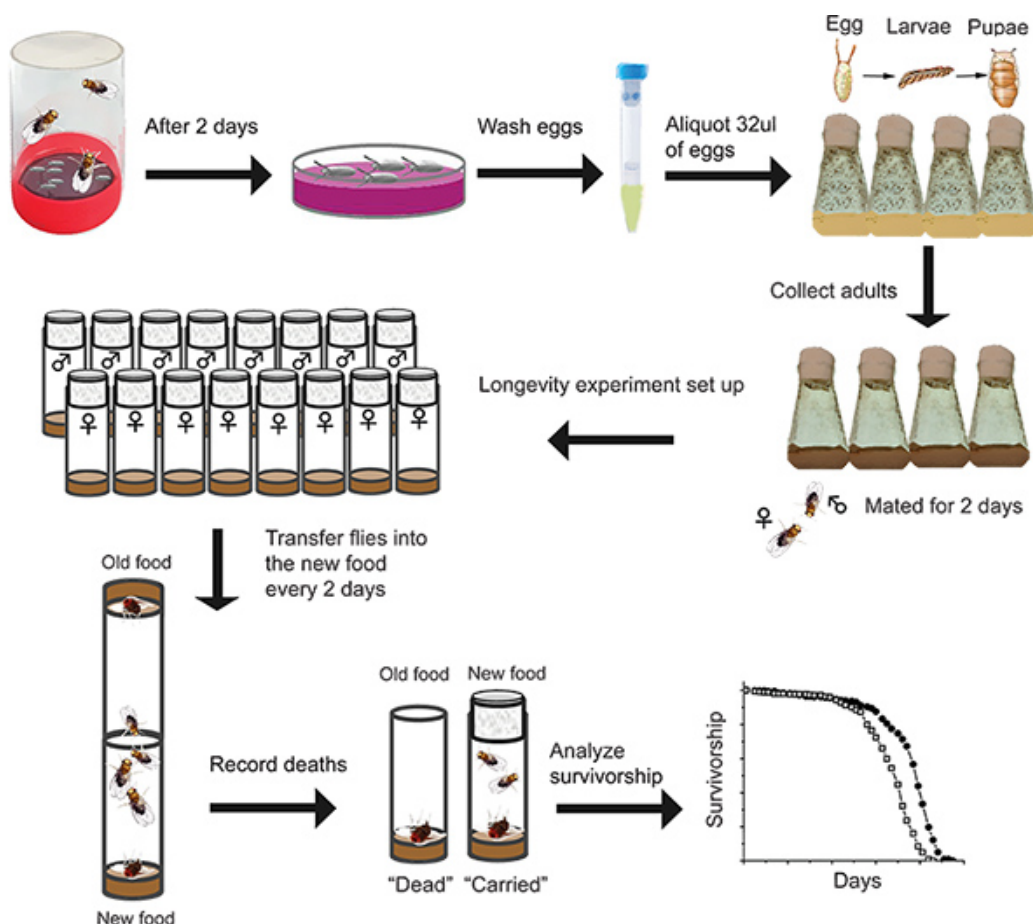 Egg Larvae Pupae
After 2 days
Wash eggs
Aliquot 32ul
of eggs
Collect adults
♀ ♂ Mated for 2 days
Longevity experiment set up
♂ ♂ ♂ ♂ ♂ ♂ ♂ ♂
♀ ♀ ♀ ♀ ♀ ♀ ♀ ♀
Transfer flies into
the new food
every 2 days
Old food
New food
Record deaths
Old food New food
"Dead" "Carried"
Analyze
survivorship
Survivorship
Days